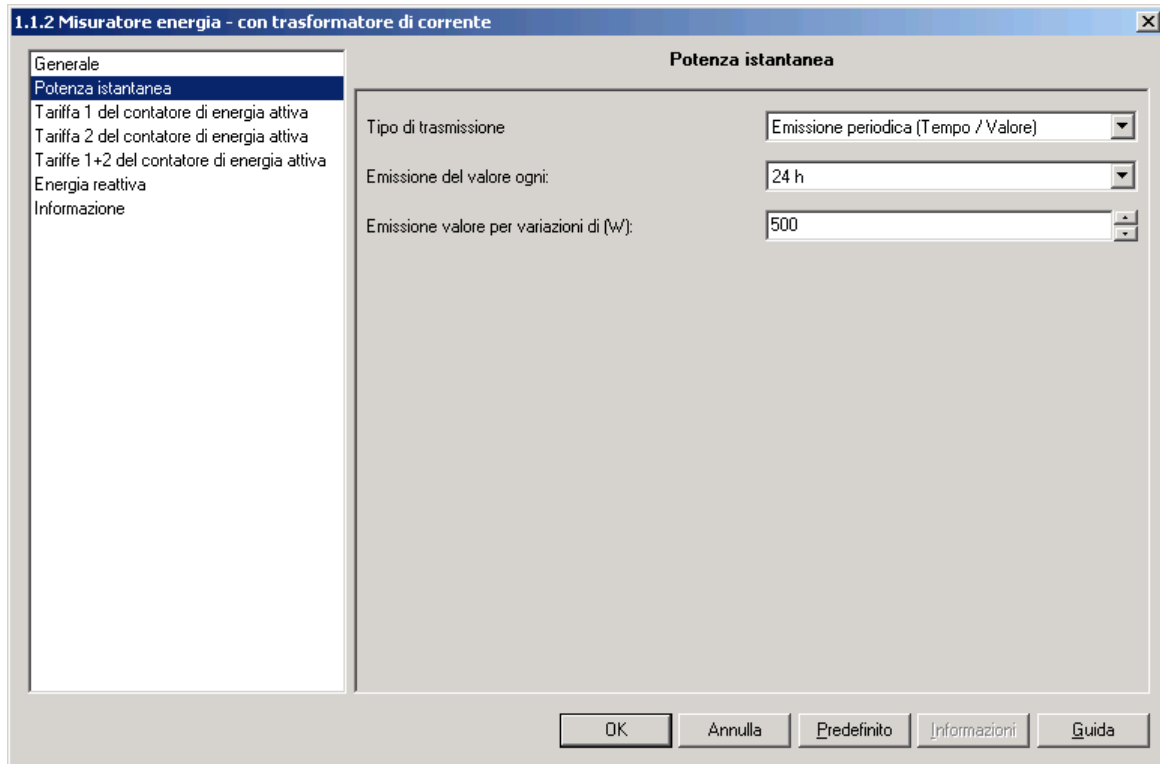 1.1.2 Misuratore energia - con trasformatore di corrente
Generale
Potenza istantanea
Tariffa 1 del contatore di energia attiva
Tariffa 2 del contatore di energia attiva
Tariffe 1+2 del contatore di energia attiva
Energia reattiva
Informazione
Potenza istantanea
Tipo di trasmissione
Emissione periodica (Tempo / Valore)
Emissione del valore ogni:
24 h
Emissione valore per variazioni di (W):
500
OK
Annulla
Predefinito
Informazioni
Guida